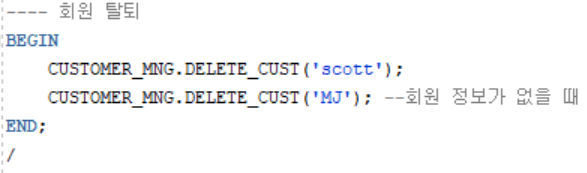 ---- 회원 탈퇴
BEGIN
    CUSTOMER_MNG.DELETE_CUST('scott');
    CUSTOMER_MNG.DELETE_CUST('MJ'); --회원 정보가 없을 때
END;
/